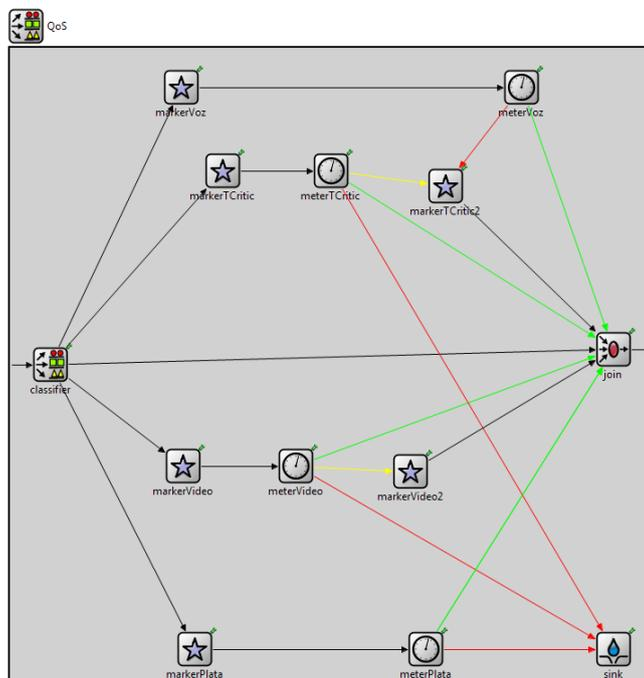 QoS
markerVoz
meterVoz
markerTCritic
meterTCritic
markerTCritic2
classifier
join
markerVideo
meterVideo
markerVideo2
markerPlata
meterPlata
sink